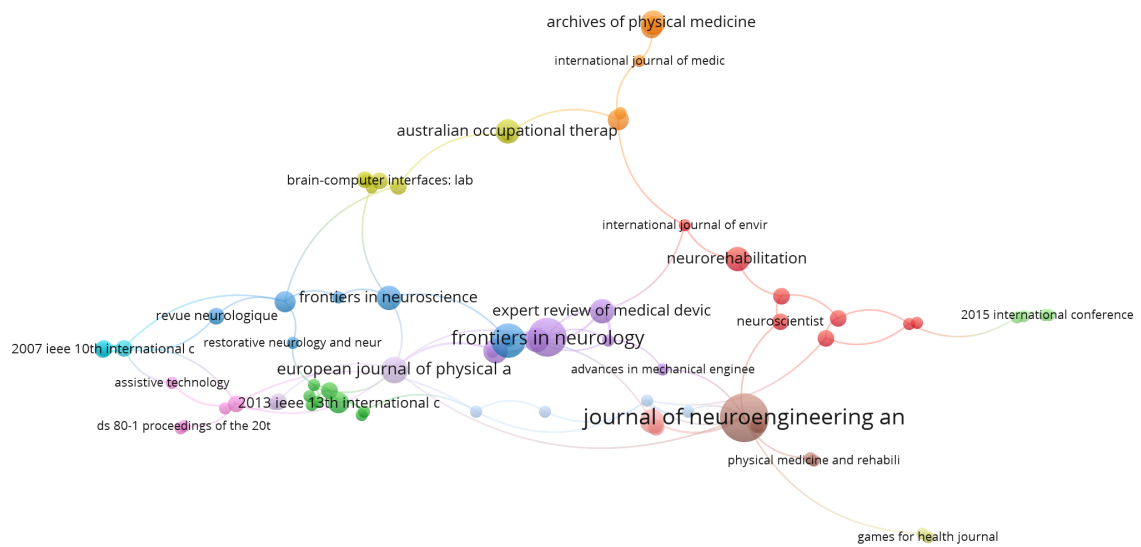 archives of physical medicine
international journal of medic
australian occupational therap
brain-computer interfaces: lab
international journal of envir
neurorehabilitation
frontiers in neuroscience
expert review of medical devic
revue neurologique
neuroscientist
2015 international conference
restorative neurology and neur
frontiers in neurology
2007 ieee 10th international c
european journal of physical a
advances in mechanical enginee
assistive technology
2013 ieee 13th international c
journal of neuroengineering an
ds 80-1 proceedings of the 20t
physical medicine and rehabili
games for health journal